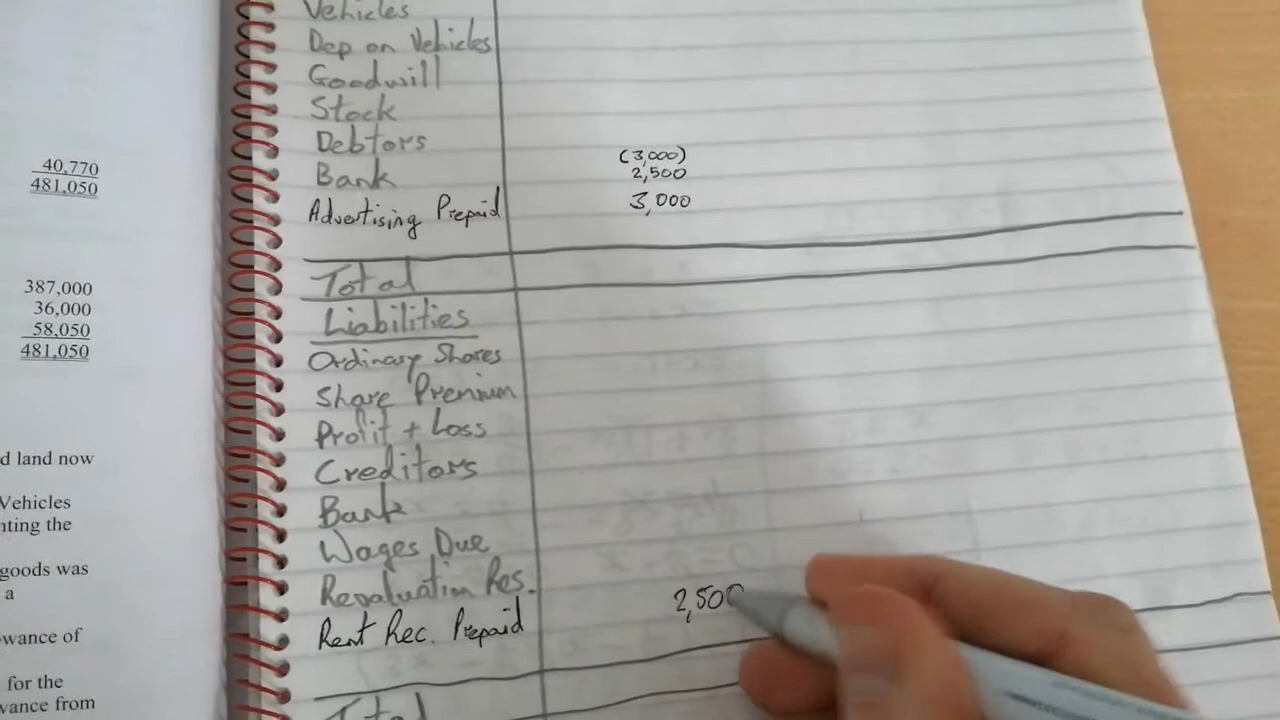 40,770
481,050
387,000
36,000
58,050
481,050
d land now
Vehicles
nting the
goods was
a
wance of
for the
vance from
Vehicles
Dep on Vehicles
Goodwill
Stock
Debtors
(3,000)
Bank 2,500
Advertising Prepaid 3,000
Total
Liabilities
Ordinary Shares
Share Premium
Profit + Loss
Creditors
Bank
Wages Due
Revaluation Res.
Rent Rec. Prepaid 2,500
Total